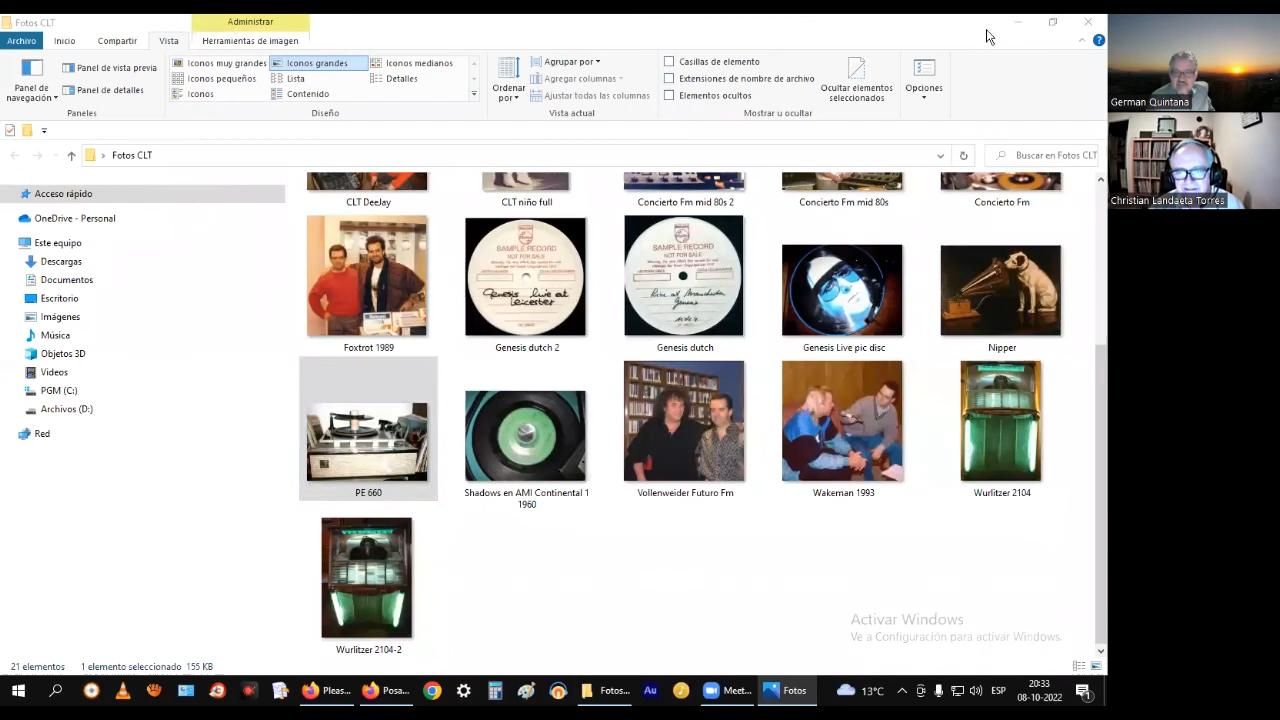 Fotos CLT
Administrar
Archivo
Inicio
Compartir
Vista
Herramientas de imagen
Panel de navegación
Panel de vista previa
Panel de detalles
Paneles
Iconos muy grandes
Iconos grandes
Iconos medianos
Iconos pequeños
Lista
Detalles
Iconos
Contenido
Diseño
Ordenar por
Agrupar por
Agregar columnas
Ajustar todas las columnas
Vista actual
Casillas de elemento
Extensiones de nombre de archivo
Elementos ocultos
Ocultar elementos seleccionados
Mostrar u ocultar
Opciones
German Quintana
Christian Landaeta Torres
Fotos CLT
Buscar en Fotos CLT
Acceso rápido
OneDrive - Personal
Este equipo
Descargas
Documentos
Escritorio
Imágenes
Música
Objetos 3D
Videos
PGM (C:)
Archivos (D:)
Red
CLT DeeJay
CLT niño full
Concierto Fm mid 80s 2
Concierto Fm mid 80s
Concierto Fm
SAMPLE RECORD
NOT FOR SALE
Genesis live at
Leicester
SAMPLE RECORD
NOT FOR SALE
Foxtrot 1989
Genesis dutch 2
Genesis dutch
Genesis Live pic disc
Nipper
PE 660
Shadows en AMI Continental 1
1960
Vollenweider Futuro Fm
Wakeman 1993
Wurlitzer 2104
Wurlitzer 2104-2
Activar Windows
Ve a Configuración para activar Windows.
21 elementos
1 elemento seleccionado 155 KB
Pleas...
Posa...
Fotos...
Au
Meet...
Fotos
13°C
ESP
20:33
08-10-2022
1